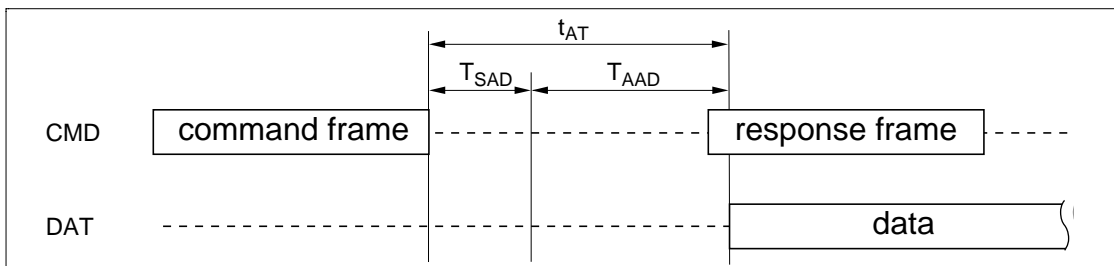 tAT
TSAD TAAD
CMD command frame response frame
DAT data